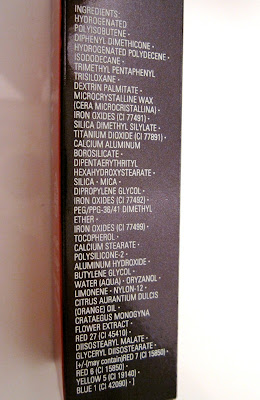 INGREDIENTS:
HYDROGENATED
POLYISOBUTENE •
DIPHENYL DIMETHICONE •
HYDROGENATED POLYDECENE •
ISODODECANE •
TRIMETHYL PENTAPHENYL
TRISILOXANE •
DEXTRIN PALMITATE •
MICROCRYSTALLINE WAX
(CERA MICROCRISTALLINA) •
IRON OXIDES (CI 77491) •
SILICA DIMETHYL SILYLATE •
TITANIUM DIOXIDE (CI 77891) •
CALCIUM ALUMINUM
BOROSILICATE •
DIPENTAERYTHRITYL
HEXAHYDROXYSTEARATE •
SILICA • MICA •
DIPROPYLENE GLYCOL •
IRON OXIDES (CI 77492) •
PEG/PPG-36/41 DIMETHYL
ETHER •
IRON OXIDES (CI 77499) •
TOCOPHEROL •
CALCIUM STEARATE •
POLYSILICONE-2 •
ALUMINUM HYDROXIDE •
BUTYLENE GLYCOL •
WATER (AQUA) • ORYZANOL •
LIMONENE • NYLON-12 •
CITRUS AURANTIUM DULCIS
(ORANGE) OIL •
CRATAEGUS MONOGYNA
FLOWER EXTRACT •
RED 27 (CI 45410) •
DIISOSTEARYL MALATE •
GLYCERYL DIISOSTEARATE •
[+/-(may contain)RED 7 (CI 15850) •
RED 6 (CI 15850) •
YELLOW 5 (CI 19140) •
BLUE 1 (CI 42090) • ]